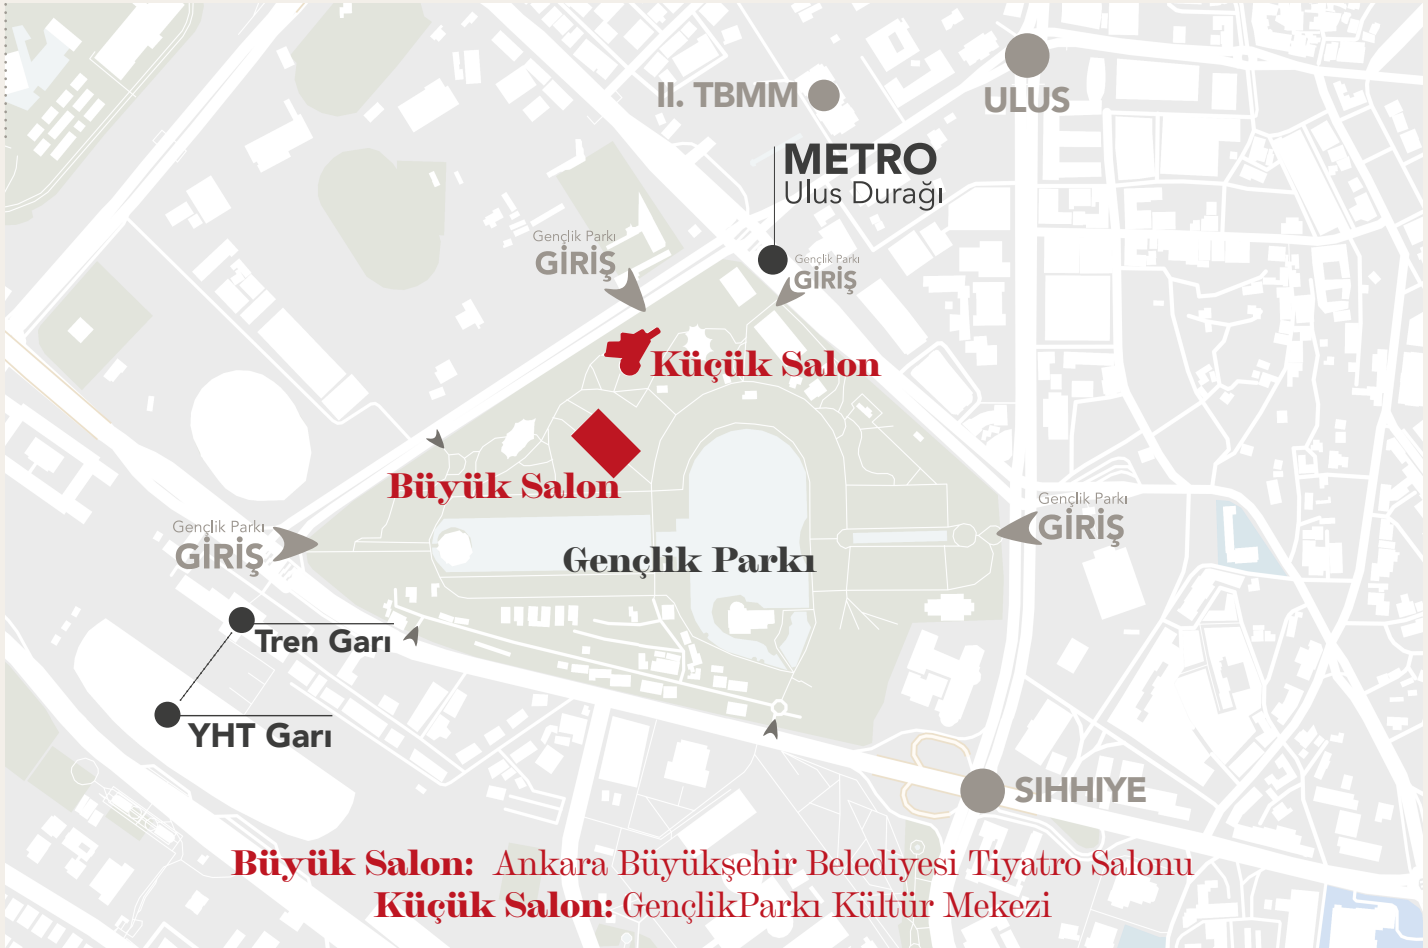 II. TBMM
ULUS
METRO
Ulus Durağı
Gençlik Parkı
GİRİŞ
Gençlik Parkı
GİRİŞ
Küçük Salon
Büyük Salon
Gençlik Parkı
GİRİŞ
Gençlik Parkı
GİRİŞ
Gençlik Parkı
Tren Garı
YHT Garı
SIHHIYE
Büyük Salon: Ankara Büyükşehir Belediyesi Tiyatro Salonu
Küçük Salon: GençlikParkı Kültür Mekezi